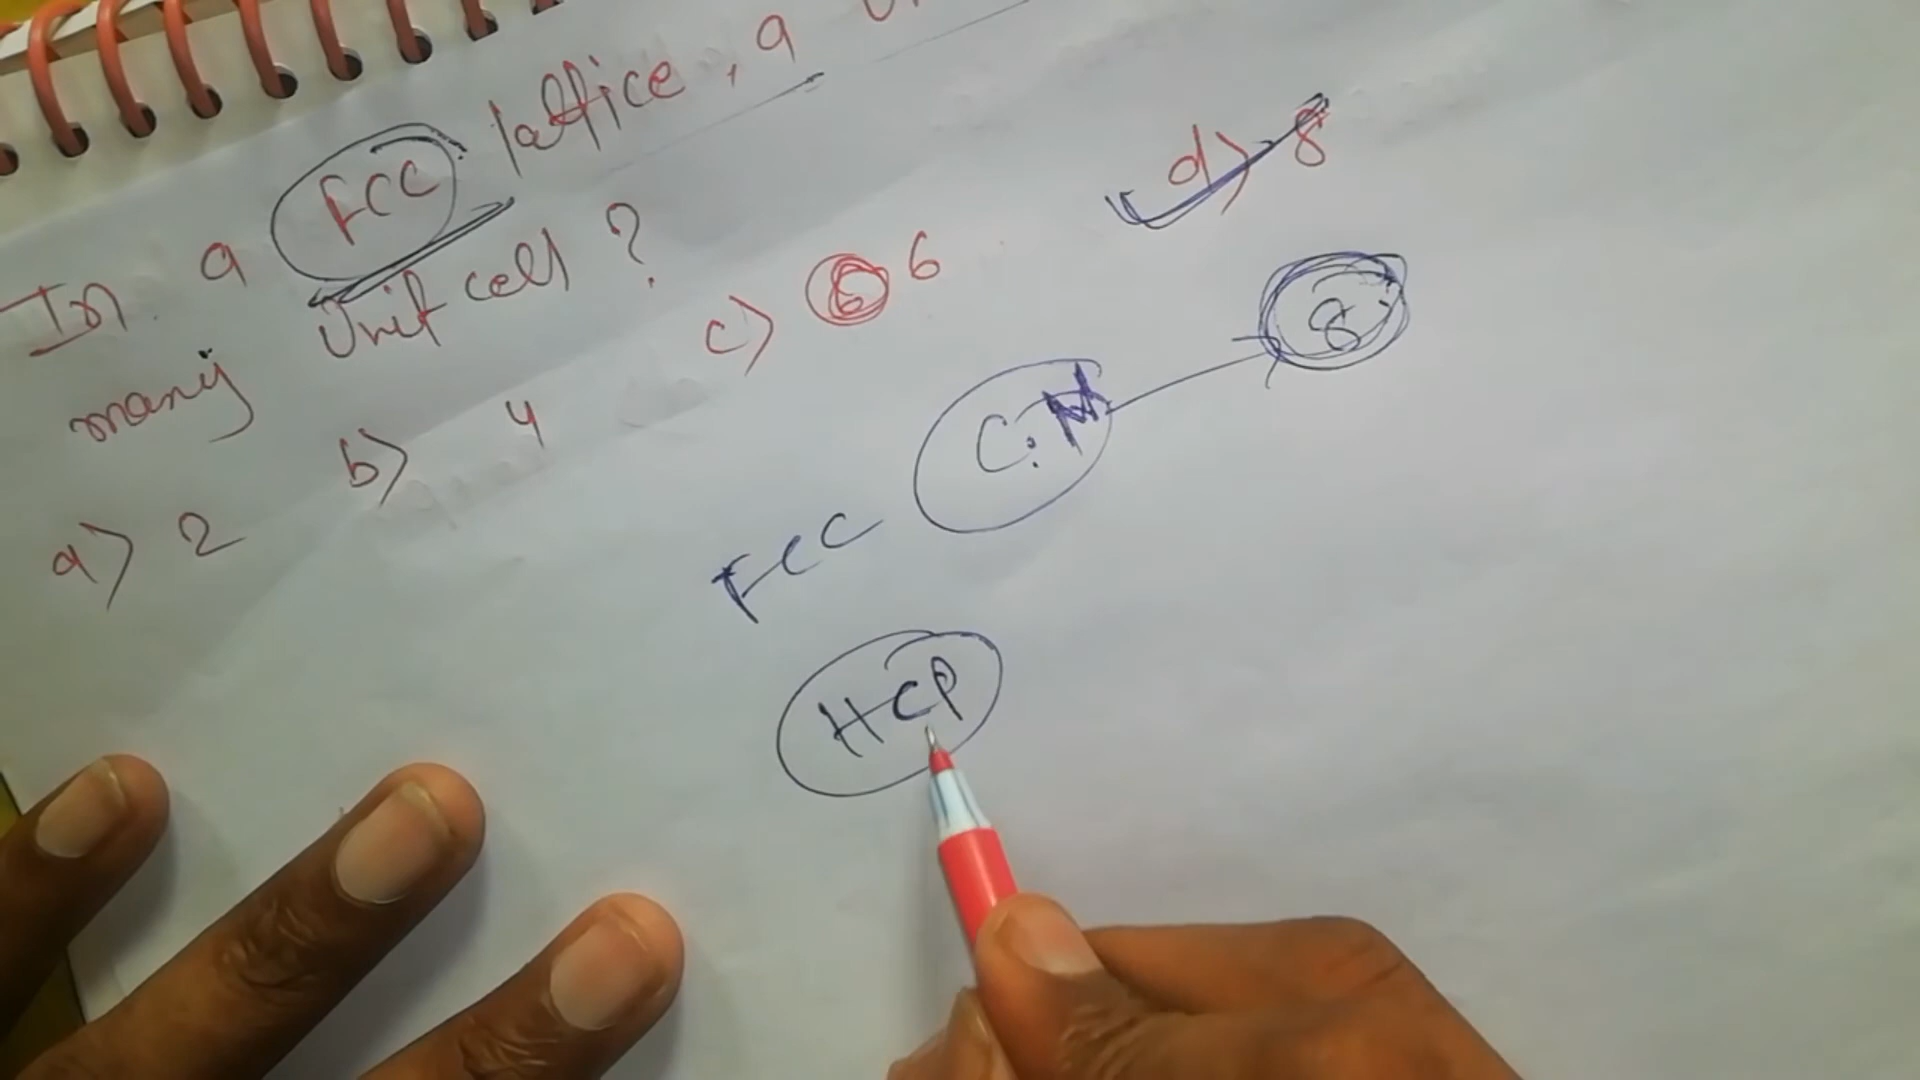 In a FCC lattice, a
many Unit cell ?
a) 2 b) 4 c) 6 d) 8
8
FCC C.N
HCP